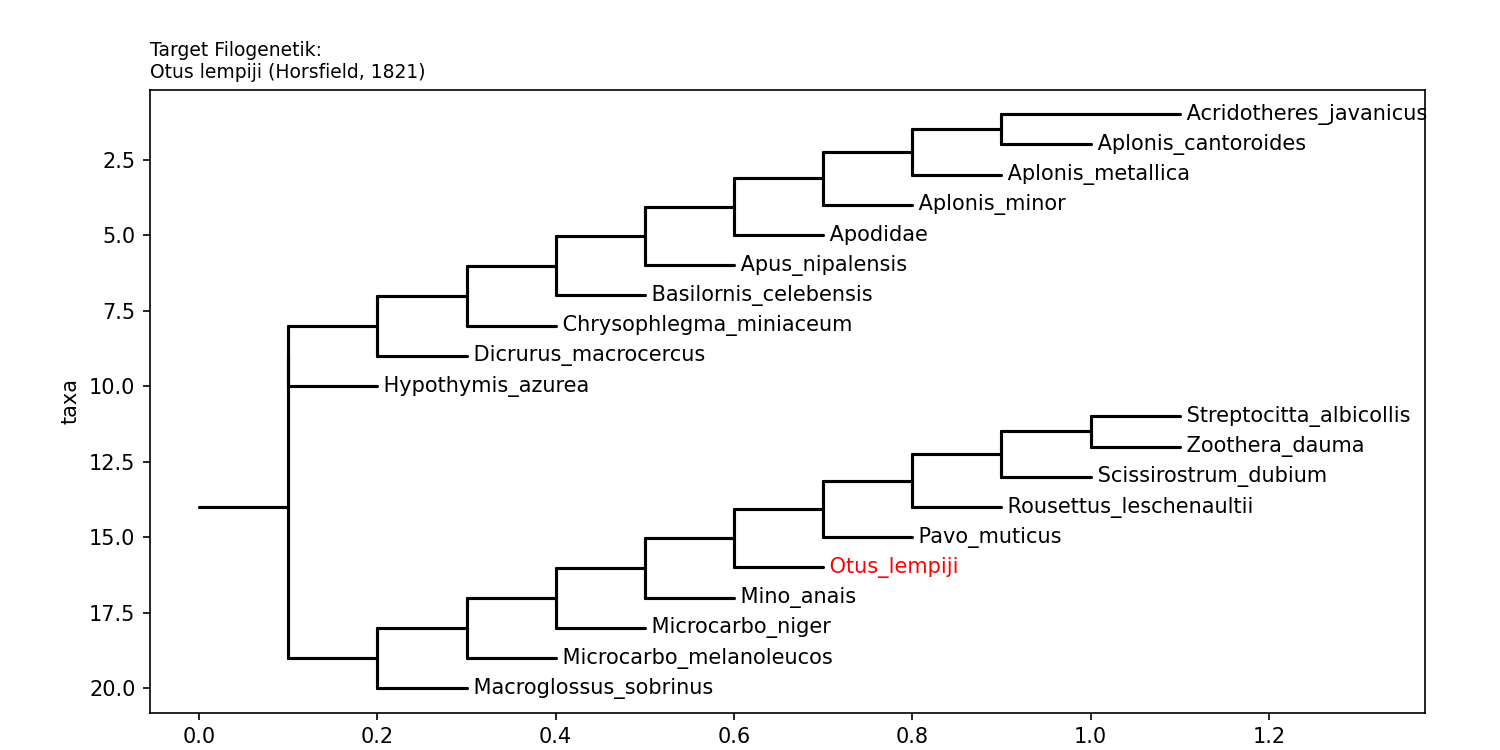 Target Filogenetik:
Otus lempiji (Horsfield, 1821)
Acridotheres_javanicus
Aplonis_cantoroides
2.5
Aplonis_metallica
Aplonis_minor
5.0
Apodidae
Apus_nipalensis
Basilornis_celebensis
7.5
Chrysophlegma_miniaceum
Dicrurus_macrocercus
10.0
Hypothymis_azurea
taxa
Streptocitta_albicollis
Zoothera_dauma
12.5
Scissirostrum_dubium
Rousettus_leschenaultii
15.0
Pavo_muticus
Otus_lempiji
Mino_anais
17.5
Microcarbo_niger
Microcarbo_melanoleucos
20.0
Macroglossus_sobrinus
0.0 0.2 0.4 0.6 0.8 1.0 1.2